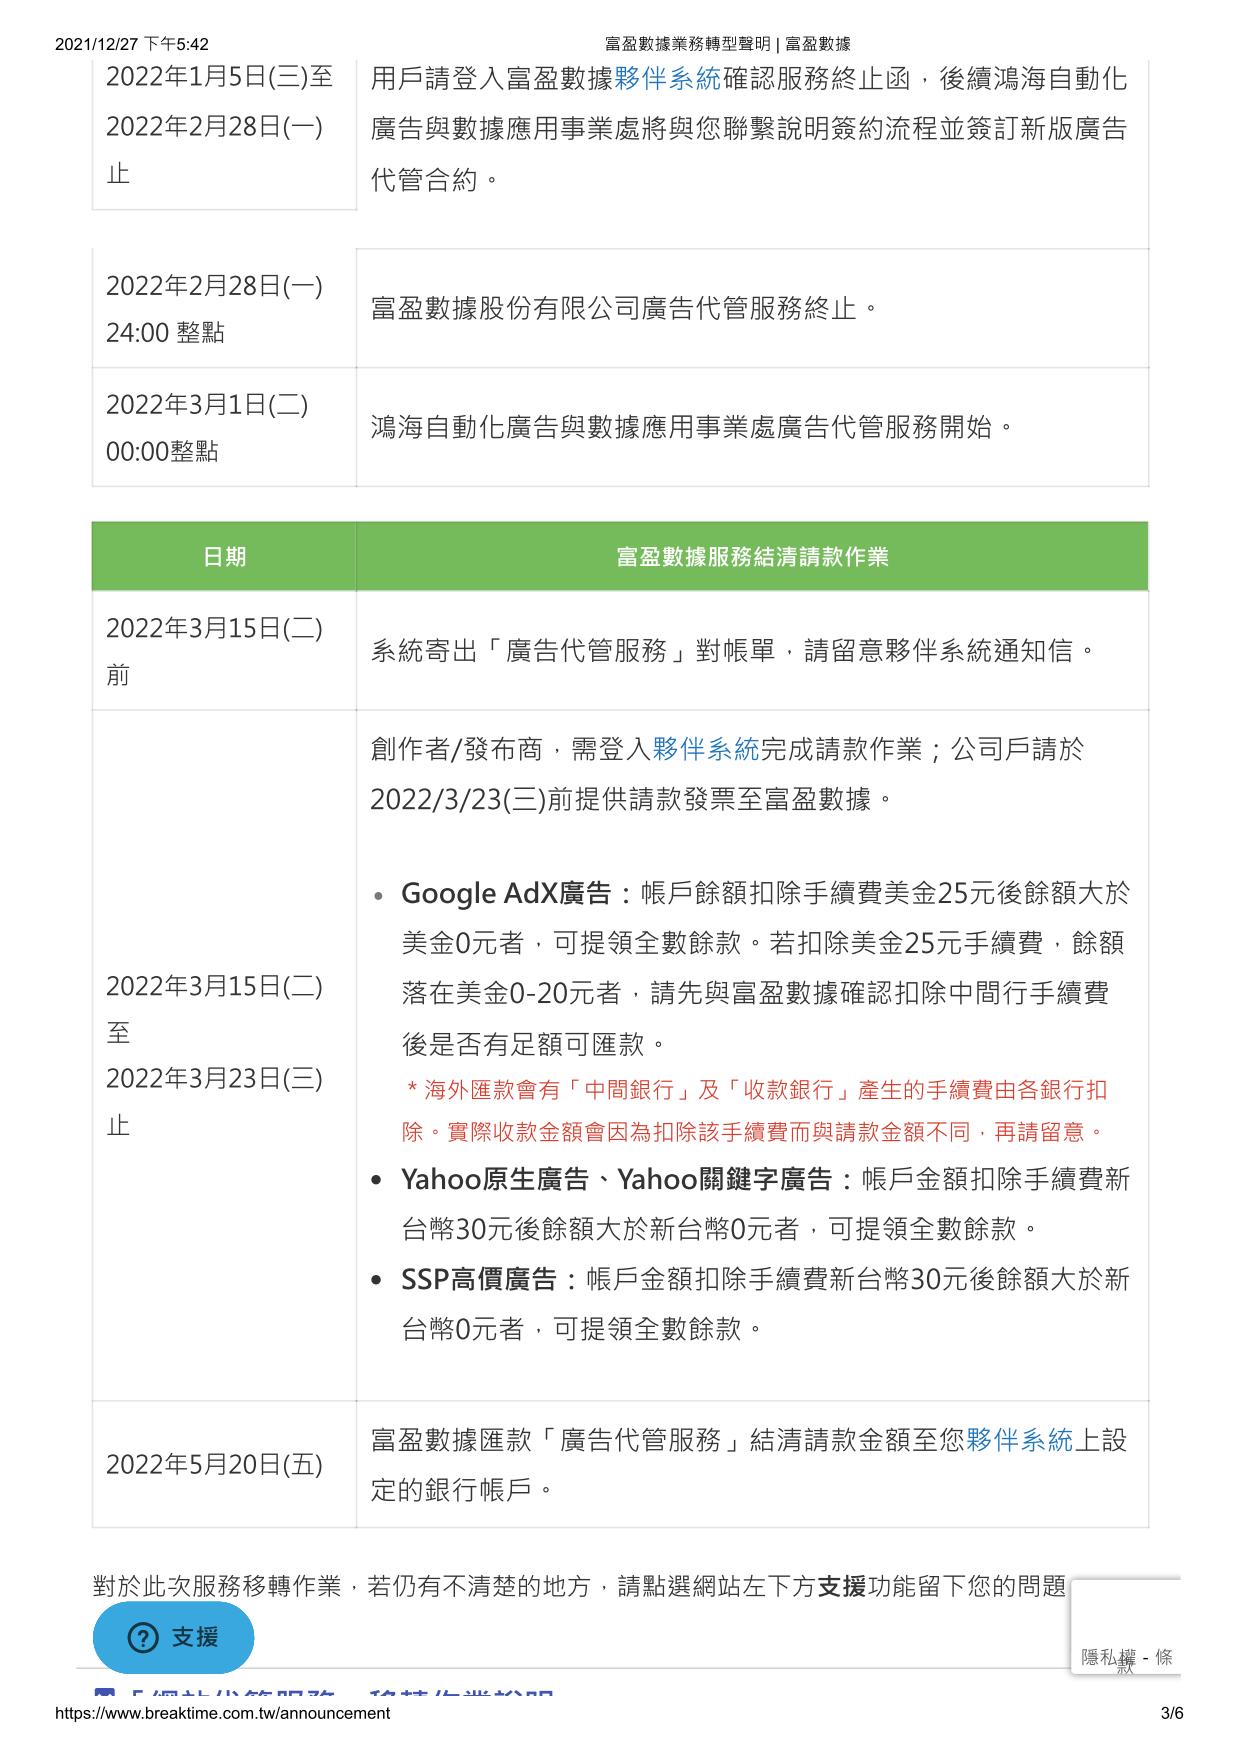 2021/12/27 下午5:42
富盈數據業務轉型聲明 | 富盈數據
2022年1月5日(三)至
2022年2月28日(一)
止
用戶請登入富盈數據夥伴系統確認服務終止函，後續鴻海自動化
廣告與數據應用事業處將與您聯繫說明簽約流程並簽訂新版廣告
代管合約。
2022年2月28日(一)
24:00 整點
富盈數據股份有限公司廣告代管服務終止。
2022年3月1日(二)
00:00整點
鴻海自動化廣告與數據應用事業處廣告代管服務開始。
日期
富盈數據服務結清請款作業
2022年3月15日(二)
前
系統寄出「廣告代管服務」對帳單，請留意夥伴系統通知信。
2022年3月15日(二)
至
2022年3月23日(三)
止
創作者/發布商，需登入夥伴系統完成請款作業；公司戶請於
2022/3/23(三)前提供請款發票至富盈數據。
• Google AdX廣告：帳戶餘額扣除手續費美金25元後餘額大於
美金0元者，可提領全數餘款。若扣除美金25元手續費，餘額
落在美金0-20元者，請先與富盈數據確認扣除中間行手續費
後是否有足額可匯款。
* 海外匯款會有「中間銀行」及「收款銀行」產生的手續費由各銀行扣
除。實際收款金額會因為扣除該手續費而與請款金額不同，再請留意。
• Yahoo原生廣告、Yahoo關鍵字廣告：帳戶金額扣除手續費新
台幣30元後餘額大於新台幣0元者，可提領全數餘款。
• SSP高價廣告：帳戶金額扣除手續費新台幣30元後餘額大於新
台幣0元者，可提領全數餘款。
2022年5月20日(五)
富盈數據匯款「廣告代管服務」結清請款金額至您夥伴系統上設
定的銀行帳戶。
對於此次服務移轉作業，若仍有不清楚的地方，請點選網站左下方支援功能留下您的問題
支援
隱私權 - 條
款
「網站代管服務」移轉作業說明
https://www.breaktime.com.tw/announcement
3/6